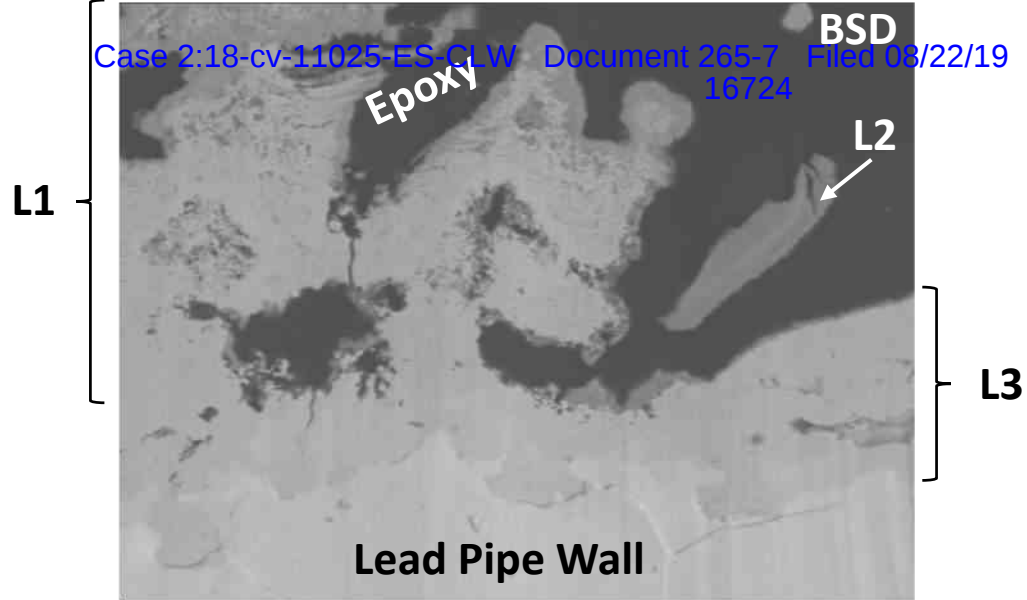 BSD
Case 2:18-cv-11025-ES-CLW Document 265-7 Filed 08/22/19
16724
Epoxy
L2
L1
L3
Lead Pipe Wall